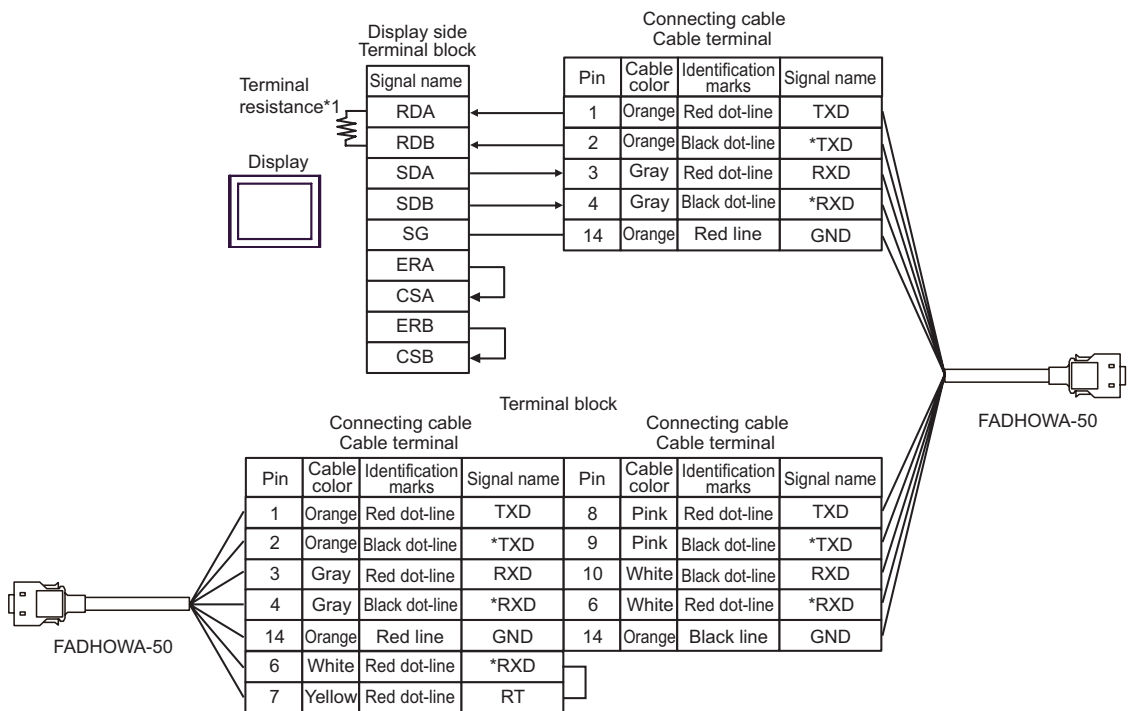 Connecting cable
Cable terminal
Display side
Terminal block
Terminal
resistance*1
Display
Signal name
RDA
RDB
SDA
SDB
SG
ERA
CSA
ERB
CSB
Pin Cable color Identification marks Signal name
1 Orange Red dot-line TXD
2 Orange Black dot-line *TXD
3 Gray Red dot-line RXD
4 Gray Black dot-line *RXD
14 Orange Red line GND
FADHOWA-50
Terminal block
Connecting cable
Cable terminal
Connecting cable
Cable terminal
Pin Cable color Identification marks Signal name Pin Cable color Identification marks Signal name
1 Orange Red dot-line TXD 8 Pink Red dot-line TXD
2 Orange Black dot-line *TXD 9 Pink Black dot-line *TXD
3 Gray Red dot-line RXD 10 White Black dot-line RXD
4 Gray Black dot-line *RXD 6 White Red dot-line *RXD
14 Orange Red line GND 14 Orange Black line GND
6 White Red dot-line *RXD
7 Yellow Red dot-line RT
FADHOWA-50